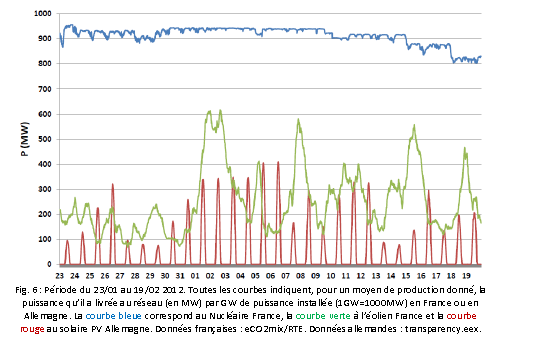 1000
900
800
700
600
500
400
300
200
100
0
P (MW)
23 24 25 26 27 28 29 30 31 01 02 03 04 05 06 07 08 09 10 11 12 13 14 15 16 17 18 19
Fig. 6 : Période du 23/01 au 19/02 2012. Toutes les courbes indiquent, pour un moyen de production donné, la
puissance qu'il a livrée au réseau (en MW) par GW de puissance installée (1GW=1000MW) en France ou en
Allemagne. La courbe bleue correspond au Nucléaire France, la courbe verte à l'éolien France et la courbe
rouge au solaire PV Allemagne. Données françaises : eCO2mix/RTE. Données allemandes : transparency.eex.